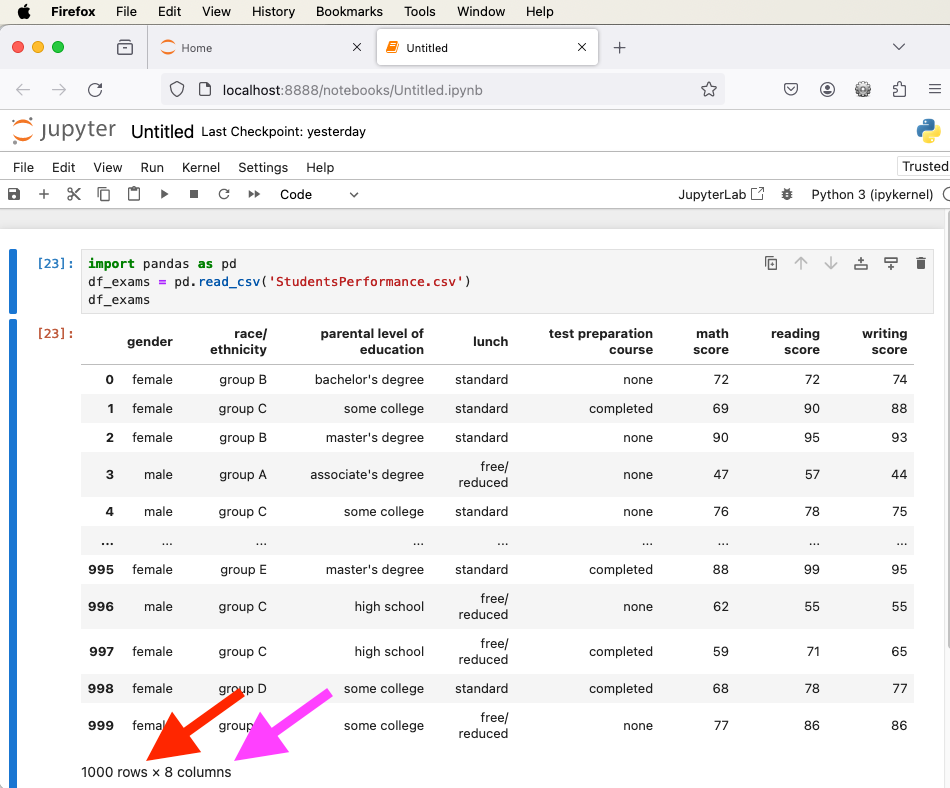 Firefox File Edit View History Bookmarks Tools Window Help
Home Untitled
localhost:8888/notebooks/Untitled.ipynb
jupyter Untitled Last Checkpoint: yesterday
File Edit View Run Kernel Settings Help Trusted
Code JupyterLab Python 3 (ipykernel)
[23]: import pandas as pd
df_exams = pd.read_csv('StudentsPerformance.csv')
df_exams
[23]:
gender race/ethnicity parental level of education lunch test preparation course math score reading score writing score
0 female group B bachelor's degree standard none 72 72 74
1 female group C some college standard completed 69 90 88
2 female group B master's degree standard none 90 95 93
3 male group A associate's degree free/reduced none 47 57 44
4 male group C some college standard none 76 78 75
... ... ... ... ... ... ... ... ...
995 female group E master's degree standard completed 88 99 95
996 male group C high school free/reduced none 62 55 55
997 female group C high school free/reduced completed 59 71 65
998 female group D some college standard completed 68 78 77
999 female group some college free/reduced none 77 86 86
1000 rows × 8 columns